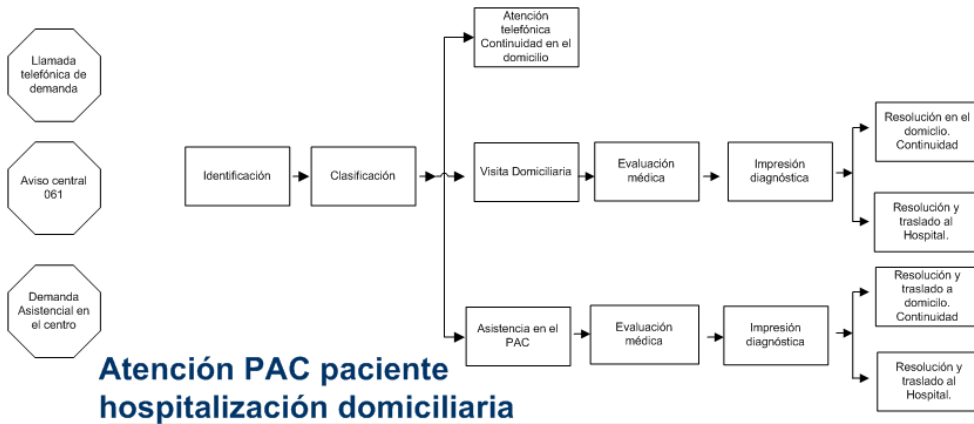 Llamada
telefónica de
demanda
Aviso central
061
Demanda
Asistencial en
el centro
Identificación
Clasificación
Atención
telefónica
Continuidad en el
domicilio
Visita Domiciliaria
Evaluación
médica
Impresión
diagnóstica
Resolución en el
domclio.
Continuidad
Resolución y
traslado al
Hospital.
Asistencia en el
PAC
Evaluación
médica
Impresión
diagnóstica
Resolución y
traslado a
domicilo.
Continuidad
Resolución y
traslado al
Hospital.
Atención PAC paciente
hospitalización domiciliaria